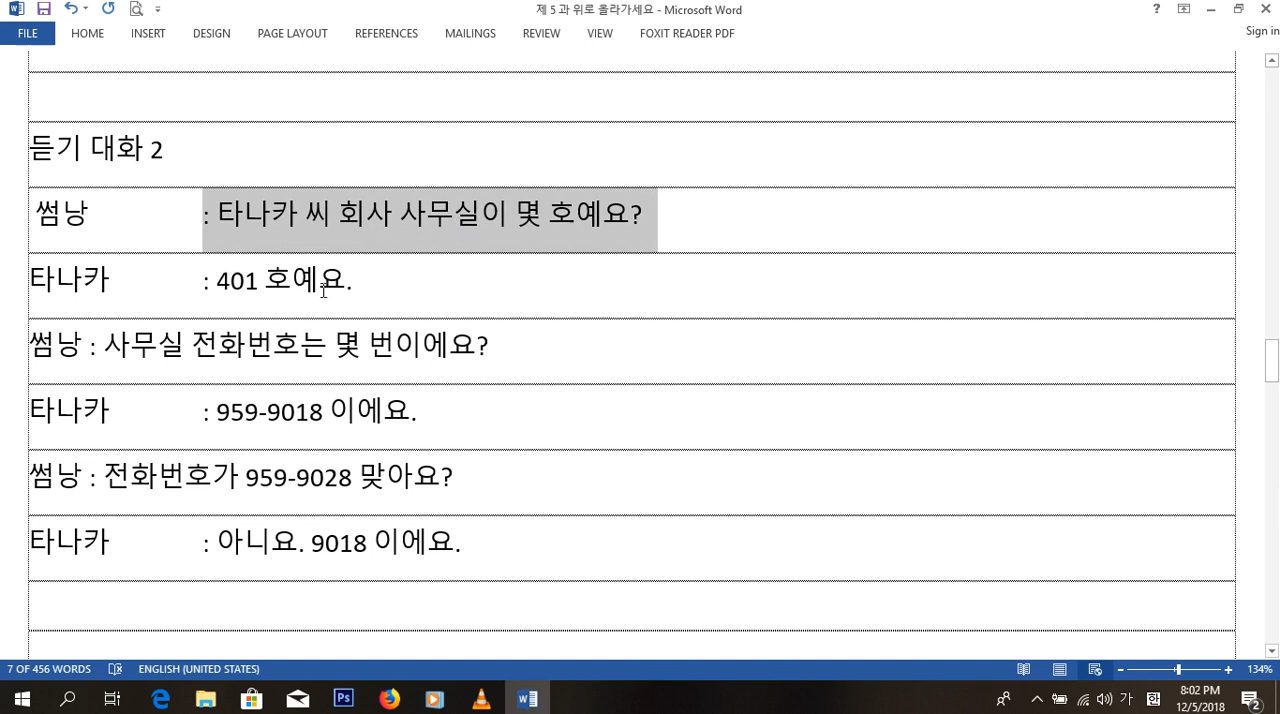 제 5 과 위로 올라가세요 - Microsoft Word
FILE HOME INSERT DESIGN PAGE LAYOUT REFERENCES MAILINGS REVIEW VIEW FOXIT READER PDF Sign in
듣기 대화 2
썸낭 : 타나카 씨 회사 사무실이 몇 호예요?
타나카 : 401 호예요.
썸낭 : 사무실 전화번호는 몇 번이에요?
타나카 : 959-9018 이에요.
썸낭 : 전화번호가 959-9028 맞아요?
타나카 : 아니요. 9018 이에요.
7 OF 456 WORDS ENGLISH (UNITED STATES) 134%
가 한 8:02 PM
12/5/2018 2